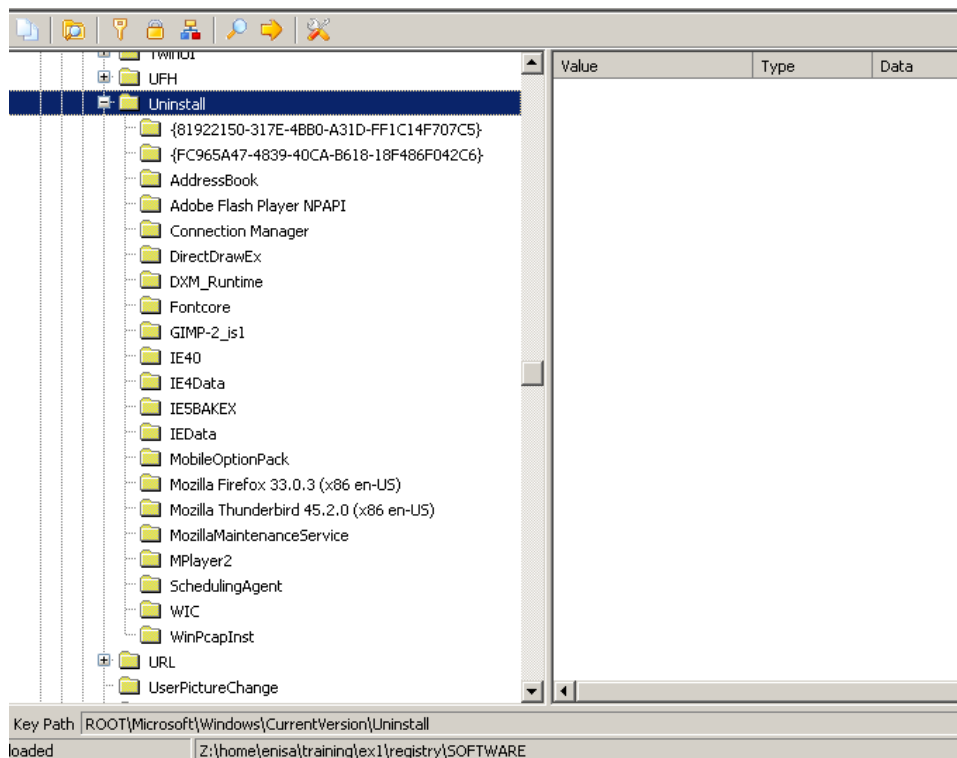 TwinUI
UFH
Uninstall
{81922150-317E-4BB0-A31D-FF1C14F707C5}
{FC965A47-4839-40CA-B618-18F486F042C6}
AddressBook
Adobe Flash Player NPAPI
Connection Manager
DirectDrawEx
DXM_Runtime
Fontcore
GIMP-2_is1
IE40
IE4Data
IE5BAKEX
IEData
MobileOptionPack
Mozilla Firefox 33.0.3 (x86 en-US)
Mozilla Thunderbird 45.2.0 (x86 en-US)
MozillaMaintenanceService
MPlayer2
SchedulingAgent
WIC
WinPcapInst
URL
UserPictureChange
Value Type Data
Key Path ROOT\Microsoft\Windows\CurrentVersion\Uninstall
loaded Z:\home\enisa\training\ex1\registry\SOFTWARE